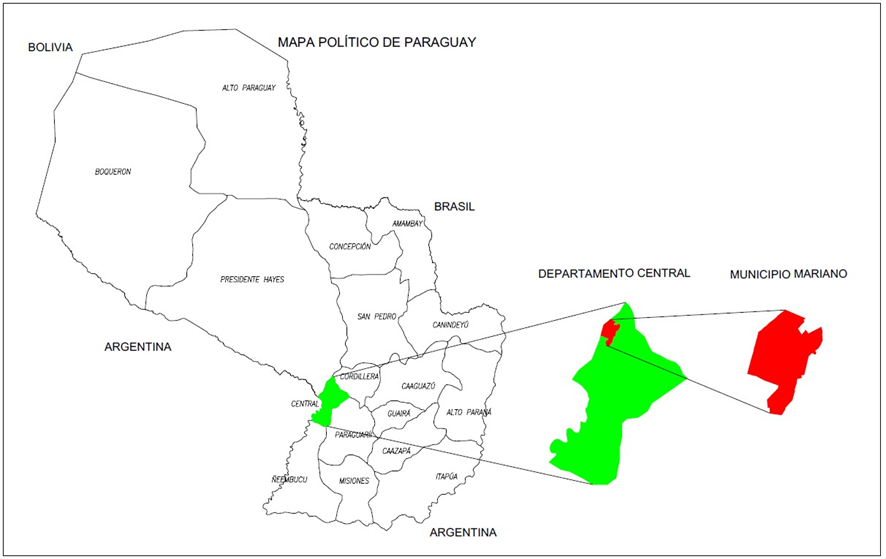 MAPA POLÍTICO DE PARAGUAY
BOLIVIA
ALTO PARAGUAY
BOQUERON
BRASIL
AMAMBAY
CONCEPCIÓN
PRESIDENTE HAYES
DEPARTAMENTO CENTRAL
MUNICIPIO MARIANO
SAN PEDRO
CANINDEYÚ
ARGENTINA
CORDILLERA
CAAGUAZÚ
CENTRAL
GUAIRÁ
ALTO PARANÁ
PARAGUARÍ
CAAZAPÁ
ÑEEMBUCU
MISIONES
ITAPÚA
ARGENTINA